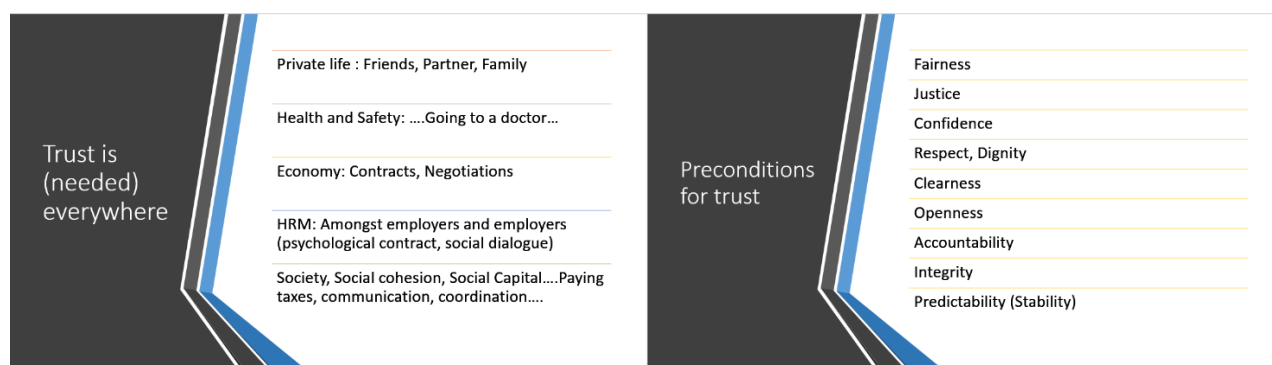 Trust is
(needed)
everywhere
Private life : Friends, Partner, Family
Health and Safety: ....Going to a doctor...
Economy: Contracts, Negotiations
HRM: Amongst employers and employers
(psychological contract, social dialogue)
Society, Social cohesion, Social Capital....Paying
taxes, communication, coordination....
Preconditions
for trust
Fairness
Justice
Confidence
Respect, Dignity
Clearness
Openness
Accountability
Integrity
Predictability (Stability)